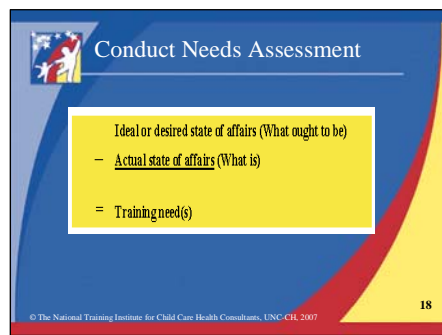 Conduct Needs Assessment
Ideal or desired state of affairs (What ought to be)
– Actual state of affairs (What is)
= Training need(s)
18
© The National Training Institute for Child Care Health Consultants, UNC-CH, 2007